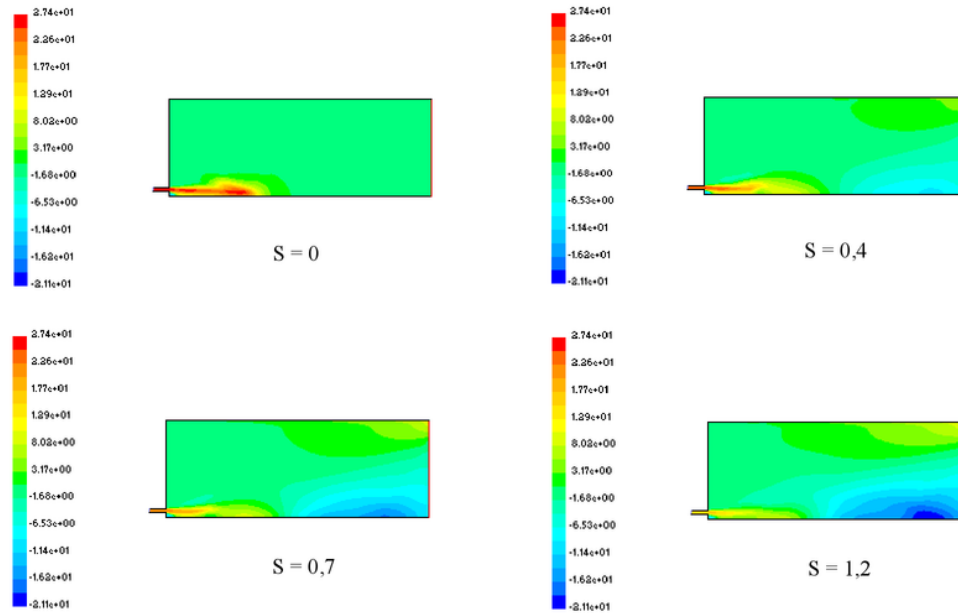 2.74e+01
2.26e+01
1.77e+01
1.29e+01
8.02e+00
3.17e+00
-1.68e+00
-6.53e+00
-1.14e+01
-1.62e+01
-2.11e+01
S = 0
2.74e+01
2.26e+01
1.77e+01
1.29e+01
8.02e+00
3.17e+00
-1.68e+00
-6.53e+00
-1.14e+01
-1.62e+01
-2.11e+01
S = 0,4
2.74e+01
2.26e+01
1.77e+01
1.29e+01
8.02e+00
3.17e+00
-1.68e+00
-6.53e+00
-1.14e+01
-1.62e+01
-2.11e+01
S = 0,7
2.74e+01
2.26e+01
1.77e+01
1.29e+01
8.02e+00
3.17e+00
-1.68e+00
-6.53e+00
-1.14e+01
-1.62e+01
-2.11e+01
S = 1,2